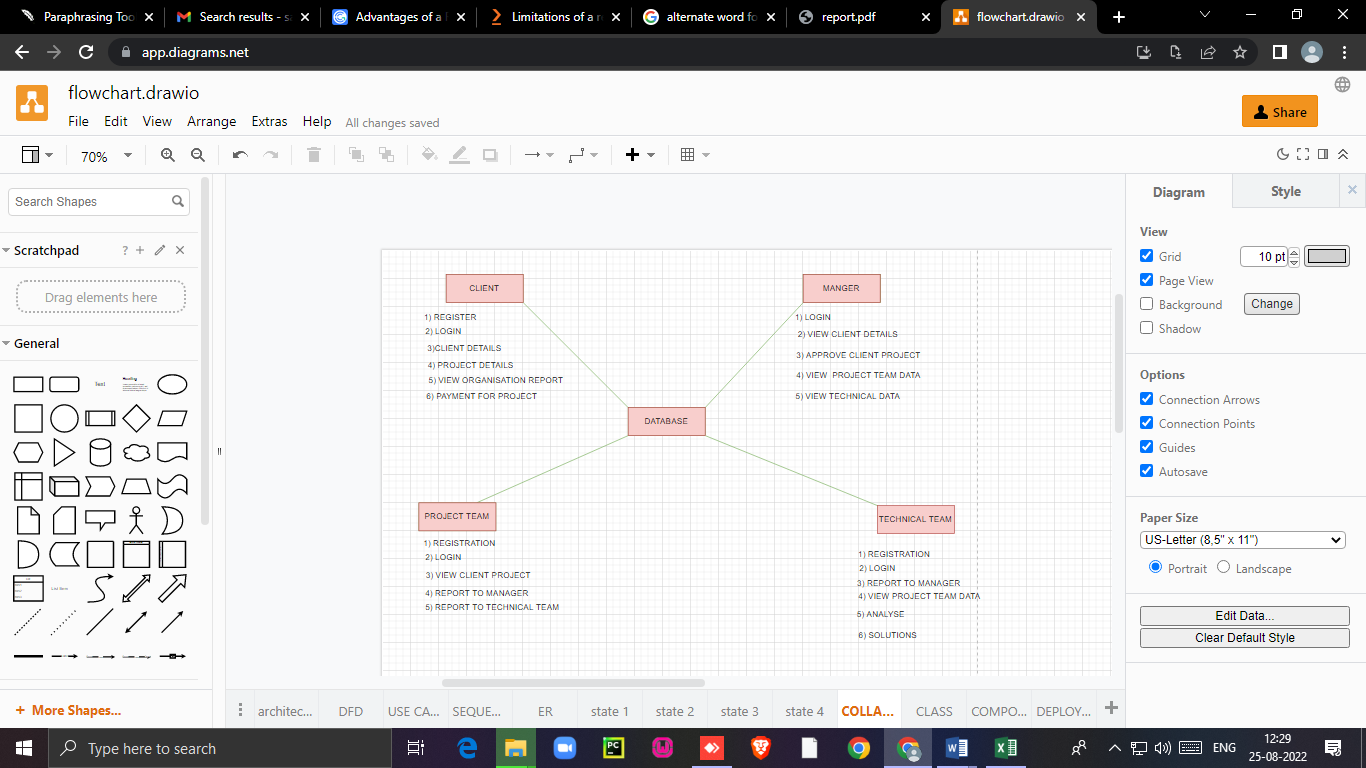 Paraphrasing Too
Search results - s
Advantages of a
Limitations of a r
alternate word fo
report.pdf
flowchart.drawio
app.diagrams.net
flowchart.drawio
File Edit View Arrange Extras Help All changes saved
Share
70%
Search Shapes
Scratchpad
Drag elements here
General
Text
Heading
More Shapes...
CLIENT
1) REGISTER
2) LOGIN
3)CLIENT DETAILS
4) PROJECT DETAILS
5) VIEW ORGANISATION REPORT
6) PAYMENT FOR PROJECT
MANGER
1) LOGIN
2) VIEW CLIENT DETAILS
3) APPROVE CLIENT PROJECT
4) VIEW PROJECT TEAM DATA
5) VIEW TECHNICAL DATA
DATABASE
PROJECT TEAM
1) REGISTRATION
2) LOGIN
3) VIEW CLIENT PROJECT
4) REPORT TO MANAGER
5) REPORT TO TECHNICAL TEAM
TECHNICAL TEAM
1) REGISTRATION
2) LOGIN
3) REPORT TO MANAGER
4) VIEW PROJECT TEAM DATA
5) ANALYSE
6) SOLUTIONS
Diagram Style
View
Grid 10 pt
Page View
Background Change
Shadow
Options
Connection Arrows
Connection Points
Guides
Autosave
Paper Size
US-Letter (8,5" x 11")
Portrait Landscape
Edit Data...
Clear Default Style
architec... DFD USE CA... SEQUE... ER state 1 state 2 state 3 state 4 COLLA... CLASS COMPO... DEPLOY...
Type here to search
ENG
12:29
25-08-2022